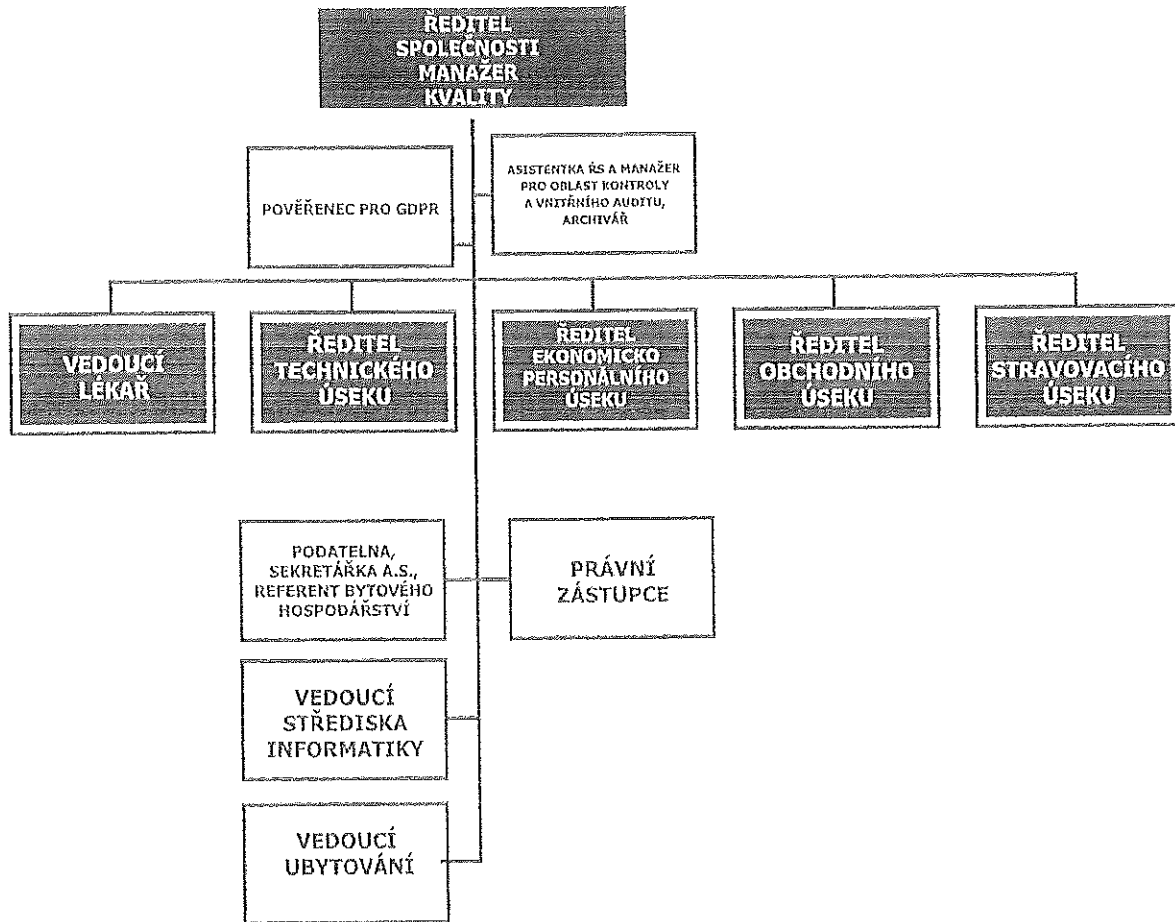 ŘEDITEL
SPOLEČNOSTI
MANAŽER
KVALITY
POVĚŘENEC PRO GDPR
ASISTENTKA ŘS A MANAŽER
PRO OBLAST KONTROLY
A VNITŘNÍHO AUDITU,
ARCHIVÁŘ
VEDOUCÍ
LÉKAŘ
ŘEDITEL
TECHNICKÉHO
ÚSEKU
ŘEDITEL
EKONOMICKO
PERSONÁLNÍHO
ÚSEKU
ŘEDITEL
OBCHODNÍHO
ÚSEKU
ŘEDITEL
STRAVOVACÍHO
ÚSEKU
PODATELNA,
SEKRETÁŘKA A.S.,
REFERENT BYTOVÉHO
HOSPODÁŘSTVÍ
PRÁVNÍ
ZÁSTUPCE
VEDOUCÍ
STŘEDISKA
INFORMATIKY
VEDOUCÍ
UBYTOVÁNÍ